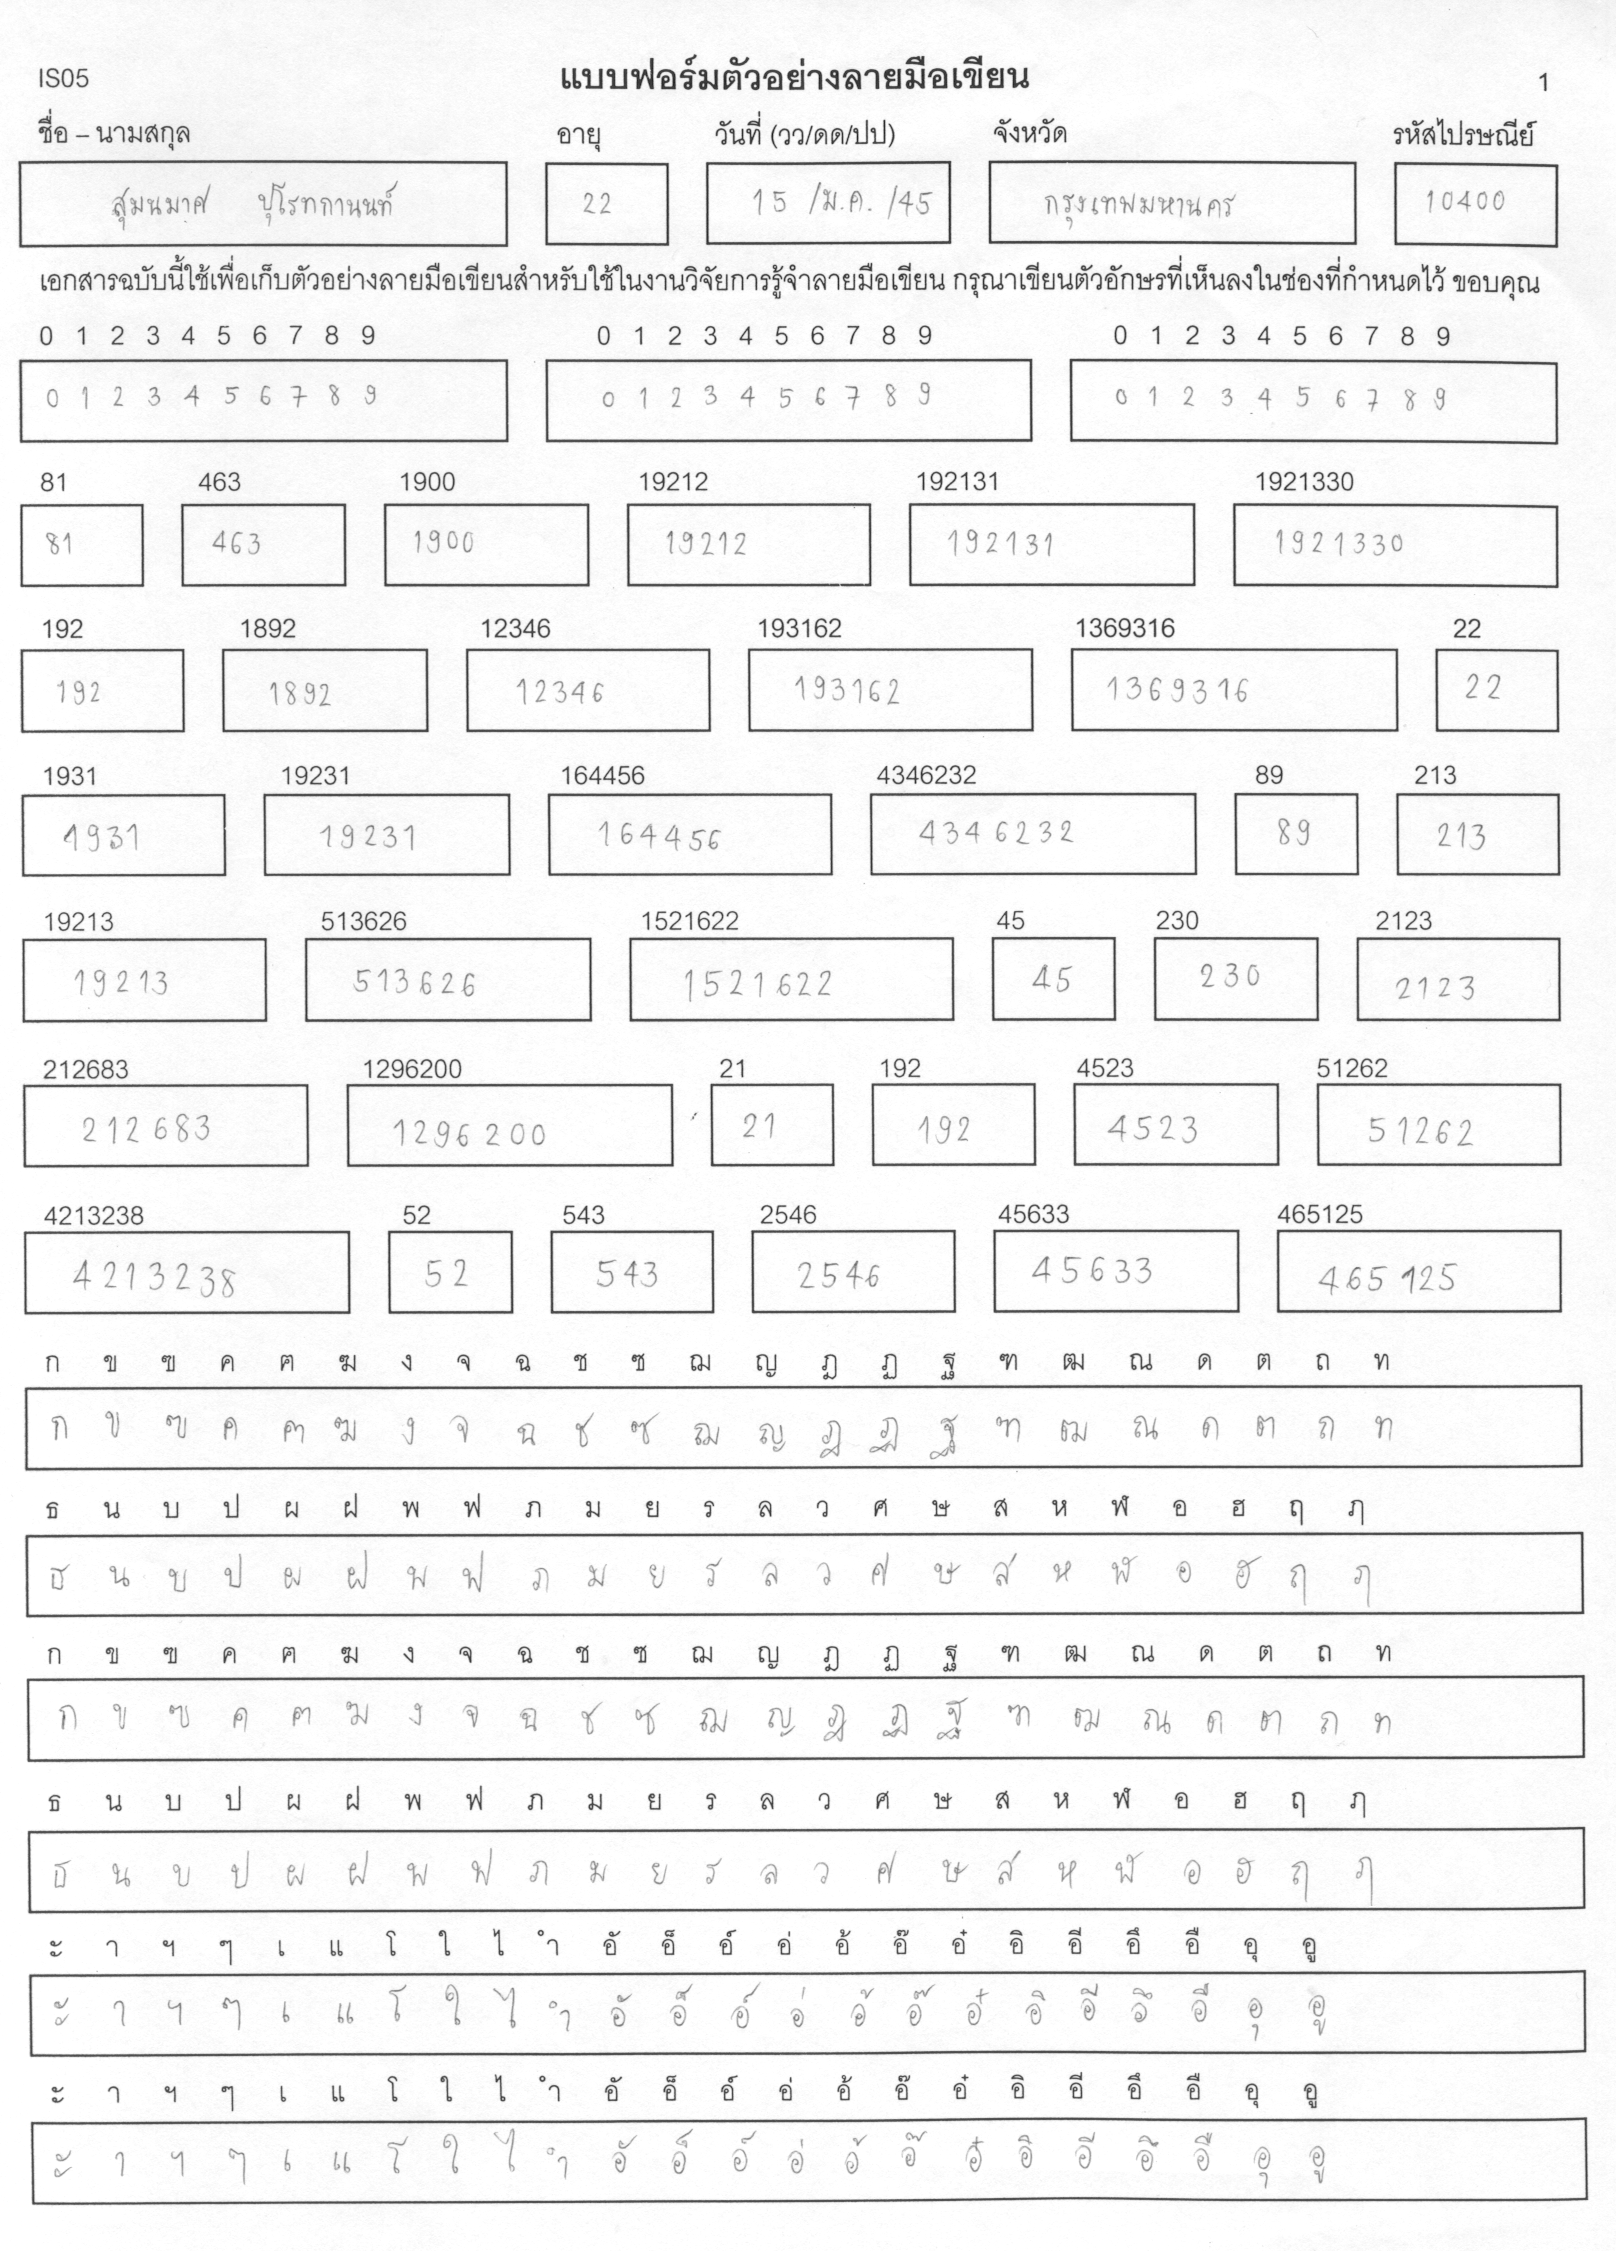 IS05 แบบฟอร์มตัวอย่างลายมือเขียน 1
ชื่อ – นามสกุล อายุ วันที่ (วว/ดด/ปป) จังหวัด รหัสไปรษณีย์
สุมนมาศ ปุโรทกานนท์ 22 15 /ม.ค. /45 กรุงเทพมหานคร 10400
เอกสารฉบับนี้ใช้เพื่อเก็บตัวอย่างลายมือเขียนสำหรับใช้ในงานวิจัยการรู้จำลายมือเขียน กรุณาเขียนตัวอักษรที่เห็นลงในช่องที่กำหนดไว้ ขอบคุณ
0 1 2 3 4 5 6 7 8 9 0 1 2 3 4 5 6 7 8 9 0 1 2 3 4 5 6 7 8 9
0 1 2 3 4 5 6 7 8 9 0 1 2 3 4 5 6 7 8 9 0 1 2 3 4 5 6 7 8 9
81 463 1900 19212 192131 1921330
81 463 1900 19212 192131 1921330
192 1892 12346 193162 1369316 22
192 1892 12346 193162 1369316 22
1931 19231 164456 4346232 89 213
1931 19231 164456 4346232 89 213
19213 513626 1521622 45 230 2123
19213 513626 1521622 45 230 2123
212683 1296200 21 192 4523 51262
212683 1296200 21 192 4523 51262
4213238 52 543 2546 45633 465125
4213238 52 543 2546 45633 465125
ก ข ฃ ค ฅ ฆ ง จ ฉ ช ซ ฌ ญ ฎ ฏ ฐ ฑ ฒ ณ ด ต ถ ท
ก ข ฃ ค ฅ ฆ ง จ ฉ ช ซ ฌ ญ ฎ ฏ ฐ ฑ ฒ ณ ด ต ถ ท
ธ น บ ป ผ ฝ พ ฟ ภ ม ย ร ล ว ศ ษ ส ห ฬ อ ฮ ฤ ฦ
ธ น บ ป ผ ฝ พ ฟ ภ ม ย ร ล ว ศ ษ ส ห ฬ อ ฮ ฤ ฦ
ก ข ฃ ค ฅ ฆ ง จ ฉ ช ซ ฌ ญ ฎ ฏ ฐ ฑ ฒ ณ ด ต ถ ท
ก ข ฃ ค ฅ ฆ ง จ ฉ ช ซ ฌ ญ ฎ ฏ ฐ ฑ ฒ ณ ด ต ถ ท
ธ น บ ป ผ ฝ พ ฟ ภ ม ย ร ล ว ศ ษ ส ห ฬ อ ฮ ฤ ฦ
ธ น บ ป ผ ฝ พ ฟ ภ ม ย ร ล ว ศ ษ ส ห ฬ อ ฮ ฤ ฦ
ะ า ฯ ๆ เ แ โ ใ ไ ำ อั อ็ อ์ อ่ อ้ อ๊ อ๋ อิ อี อึ อื อุ อู
ะ า ฯ ๆ เ แ โ ใ ไ ำ อั อ็ อ์ อ่ อ้ อ๊ อ๋ อิ อี อึ อื อุ อู
ะ า ฯ ๆ เ แ โ ใ ไ ำ อั อ็ อ์ อ่ อ้ อ๊ อ๋ อิ อี อึ อื อุ อู
ะ า ฯ ๆ เ แ โ ใ ไ ำ อั อ็ อ์ อ่ อ้ อ๊ อ๋ อิ อี อึ อื อุ อู